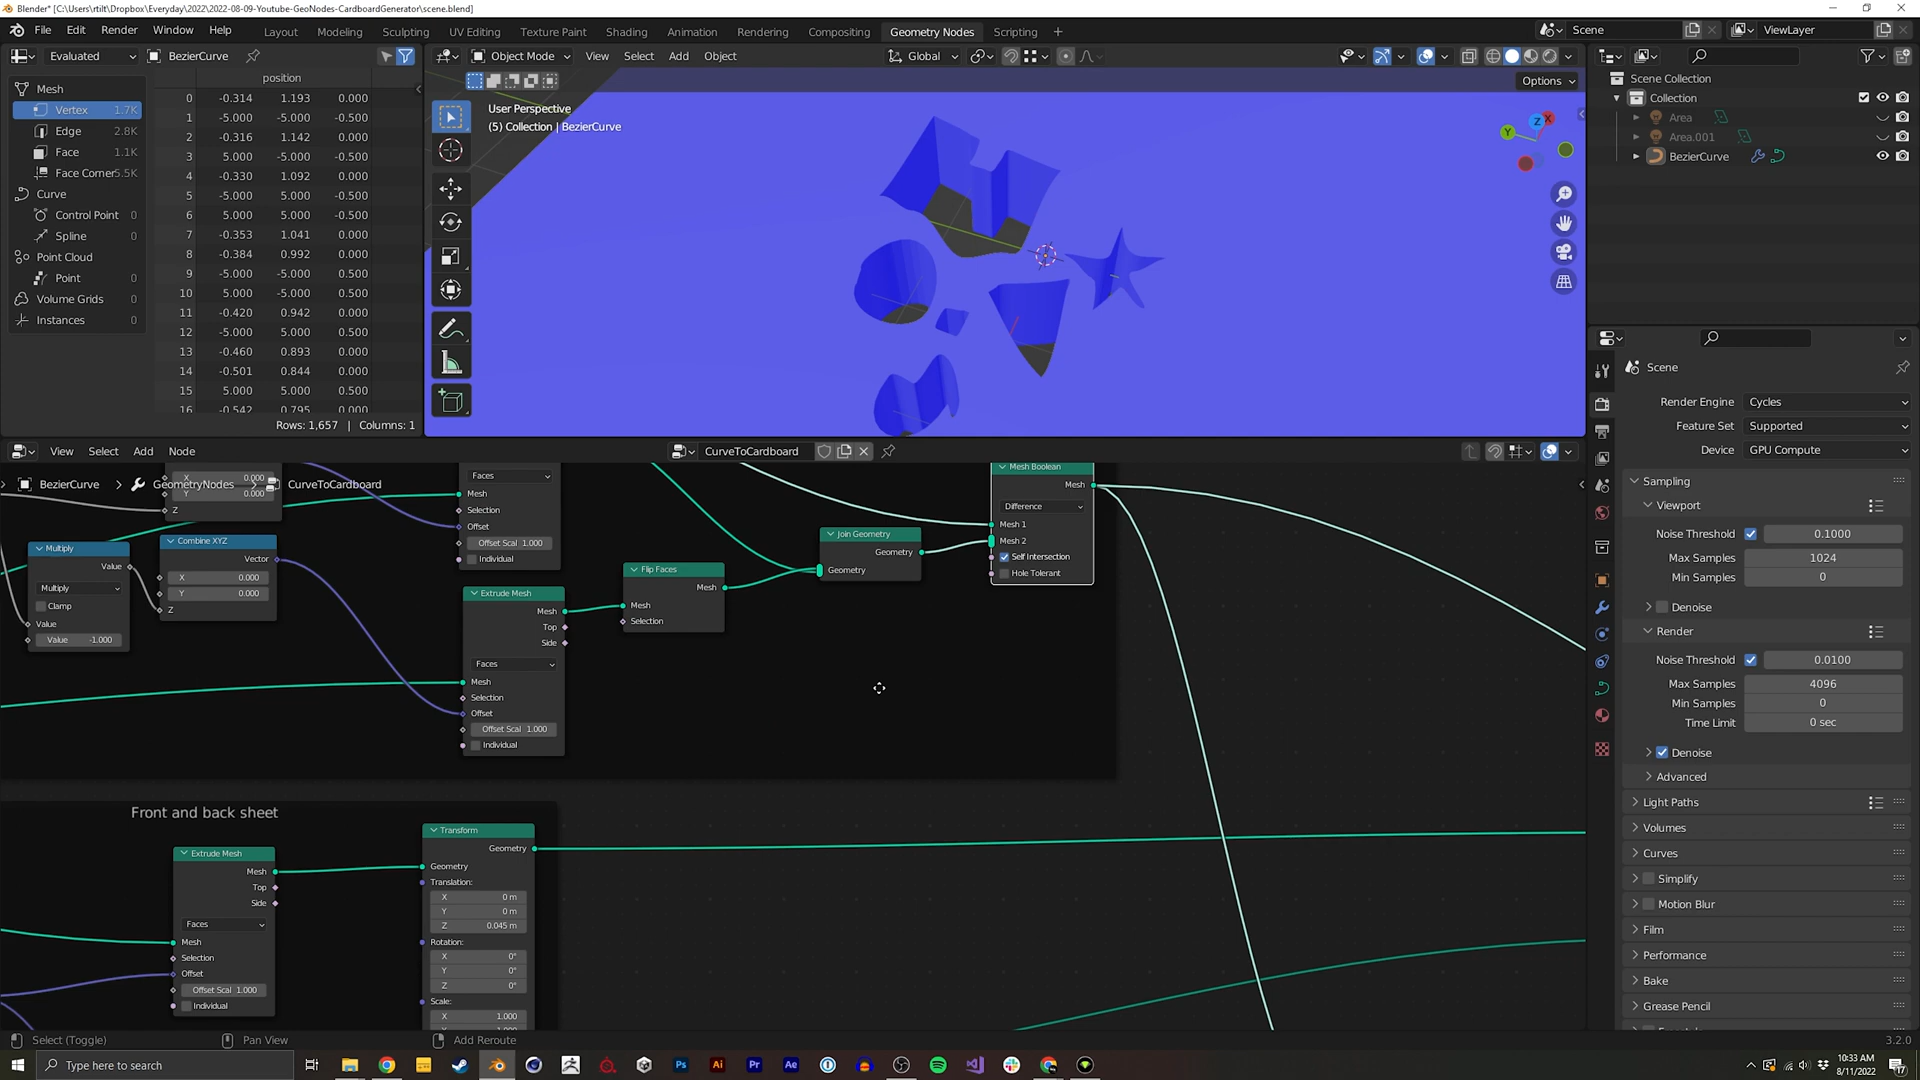 Blender* [C:\Users\rtilt\Dropbox\Everyday\2022\2022-08-09-Youtube-GeoNodes-CardboardGenerator\scene.blend]
File Edit Render Window Help
Layout Modeling Sculpting UV Editing Texture Paint Shading Animation Rendering Compositing Geometry Nodes Scripting +
Scene ViewLayer
Evaluated BezierCurve
Object Mode View Select Add Object Global
Options
position
Mesh
Vertex 1.7K
Edge 2.8K
Face 1.1K
Face Corner 5.5K
Curve
Control Point 0
Spline 0
Point Cloud
Point 0
Volume Grids 0
Instances 0
0 -0.314 1.193 0.000
1 -5.000 -5.000 -0.500
2 -0.316 1.142 0.000
3 5.000 -5.000 -0.500
4 -0.330 1.092 0.000
5 -5.000 5.000 -0.500
6 5.000 5.000 -0.500
7 -0.353 1.041 0.000
8 -0.384 0.992 0.000
9 -5.000 -5.000 0.500
10 5.000 -5.000 0.500
11 -0.420 0.942 0.000
12 -5.000 5.000 0.500
13 -0.460 0.893 0.000
14 -0.501 0.844 0.000
15 5.000 5.000 0.500
16 -0.542 0.795 0.000
Rows: 1,657 | Columns: 1
User Perspective
(5) Collection | BezierCurve
Z X Y
Scene Collection
Collection
Area
Area.001
BezierCurve
Scene
Render Engine Cycles
Feature Set Supported
Device GPU Compute
Sampling
Viewport
Noise Threshold 0.1000
Max Samples 1024
Min Samples 0
Denoise
Render
Noise Threshold 0.0100
Max Samples 4096
Min Samples 0
Time Limit 0 sec
Denoise
Advanced
Light Paths
Volumes
Curves
Simplify
Motion Blur
Film
Performance
Bake
Grease Pencil
View Select Add Node
CurveToCardboard
BezierCurve GeometryNodes CurveToCardboard
X 0.000
Y 0.000
Z
Faces
Mesh
Selection
Offset
Offset Scal 1.000
Individual
Multiply
Value
Multiply
Clamp
Value
Value -1.000
Combine XYZ
Vector
X 0.000
Y 0.000
Z
Extrude Mesh
Mesh
Top
Side
Faces
Mesh
Selection
Offset
Offset Scal 1.000
Individual
Flip Faces
Mesh
Mesh
Selection
Join Geometry
Geometry
Geometry
Mesh Boolean
Mesh
Difference
Mesh 1
Mesh 2
Self Intersection
Hole Tolerant
Front and back sheet
Extrude Mesh
Mesh
Top
Side
Faces
Mesh
Selection
Offset
Offset Scal 1.000
Individual
Transform
Geometry
Geometry
Translation:
X 0 m
Y 0 m
Z 0.045 m
Rotation:
X 0°
Y 0°
Z 0°
Scale:
X 1.000
Select (Toggle) Pan View Add Reroute
3.2.0
Type here to search
Ps Ai Pr Ae
10:33 AM
8/11/2022
17